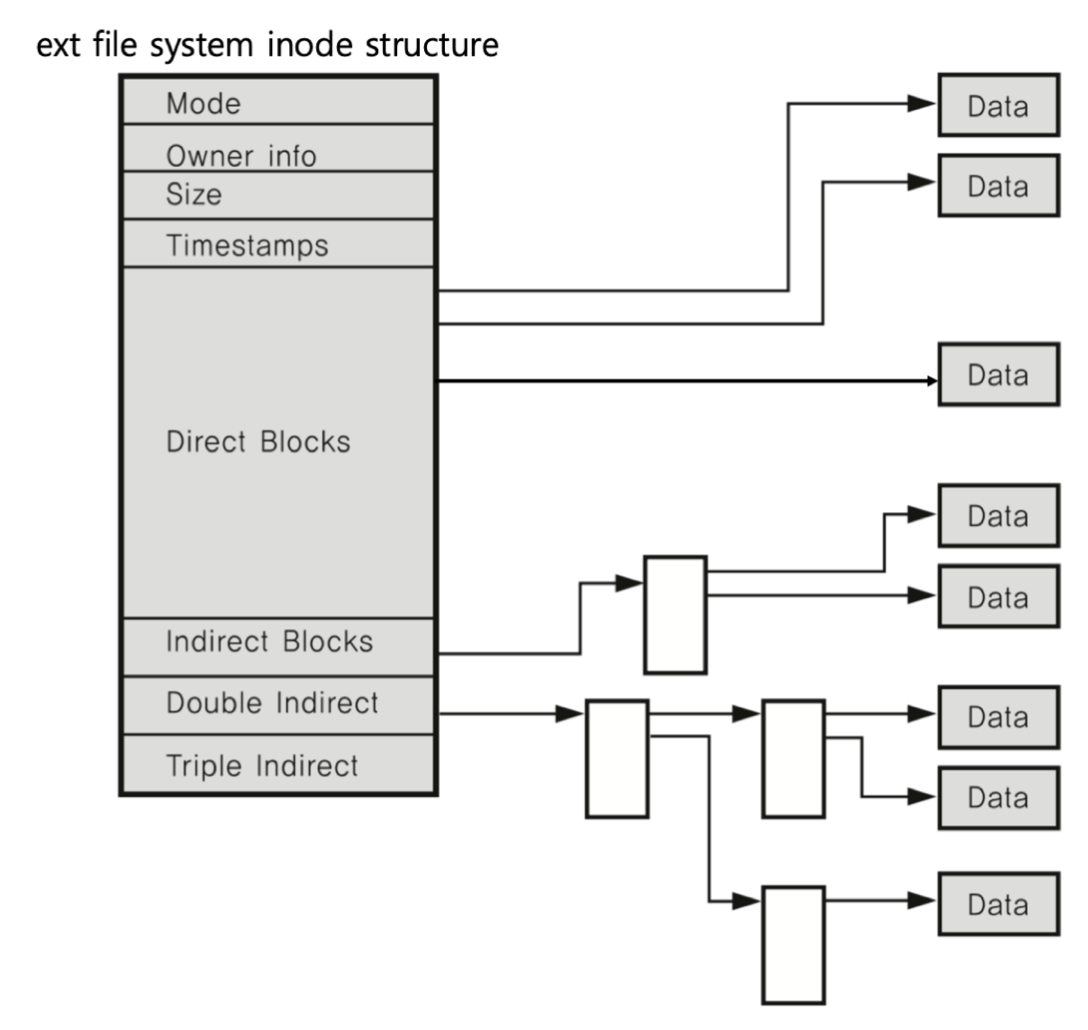 ext file system inode structure
Mode
Owner info
Size
Timestamps
Direct Blocks
Indirect Blocks
Double Indirect
Triple Indirect
Data
Data
Data
Data
Data
Data
Data
Data